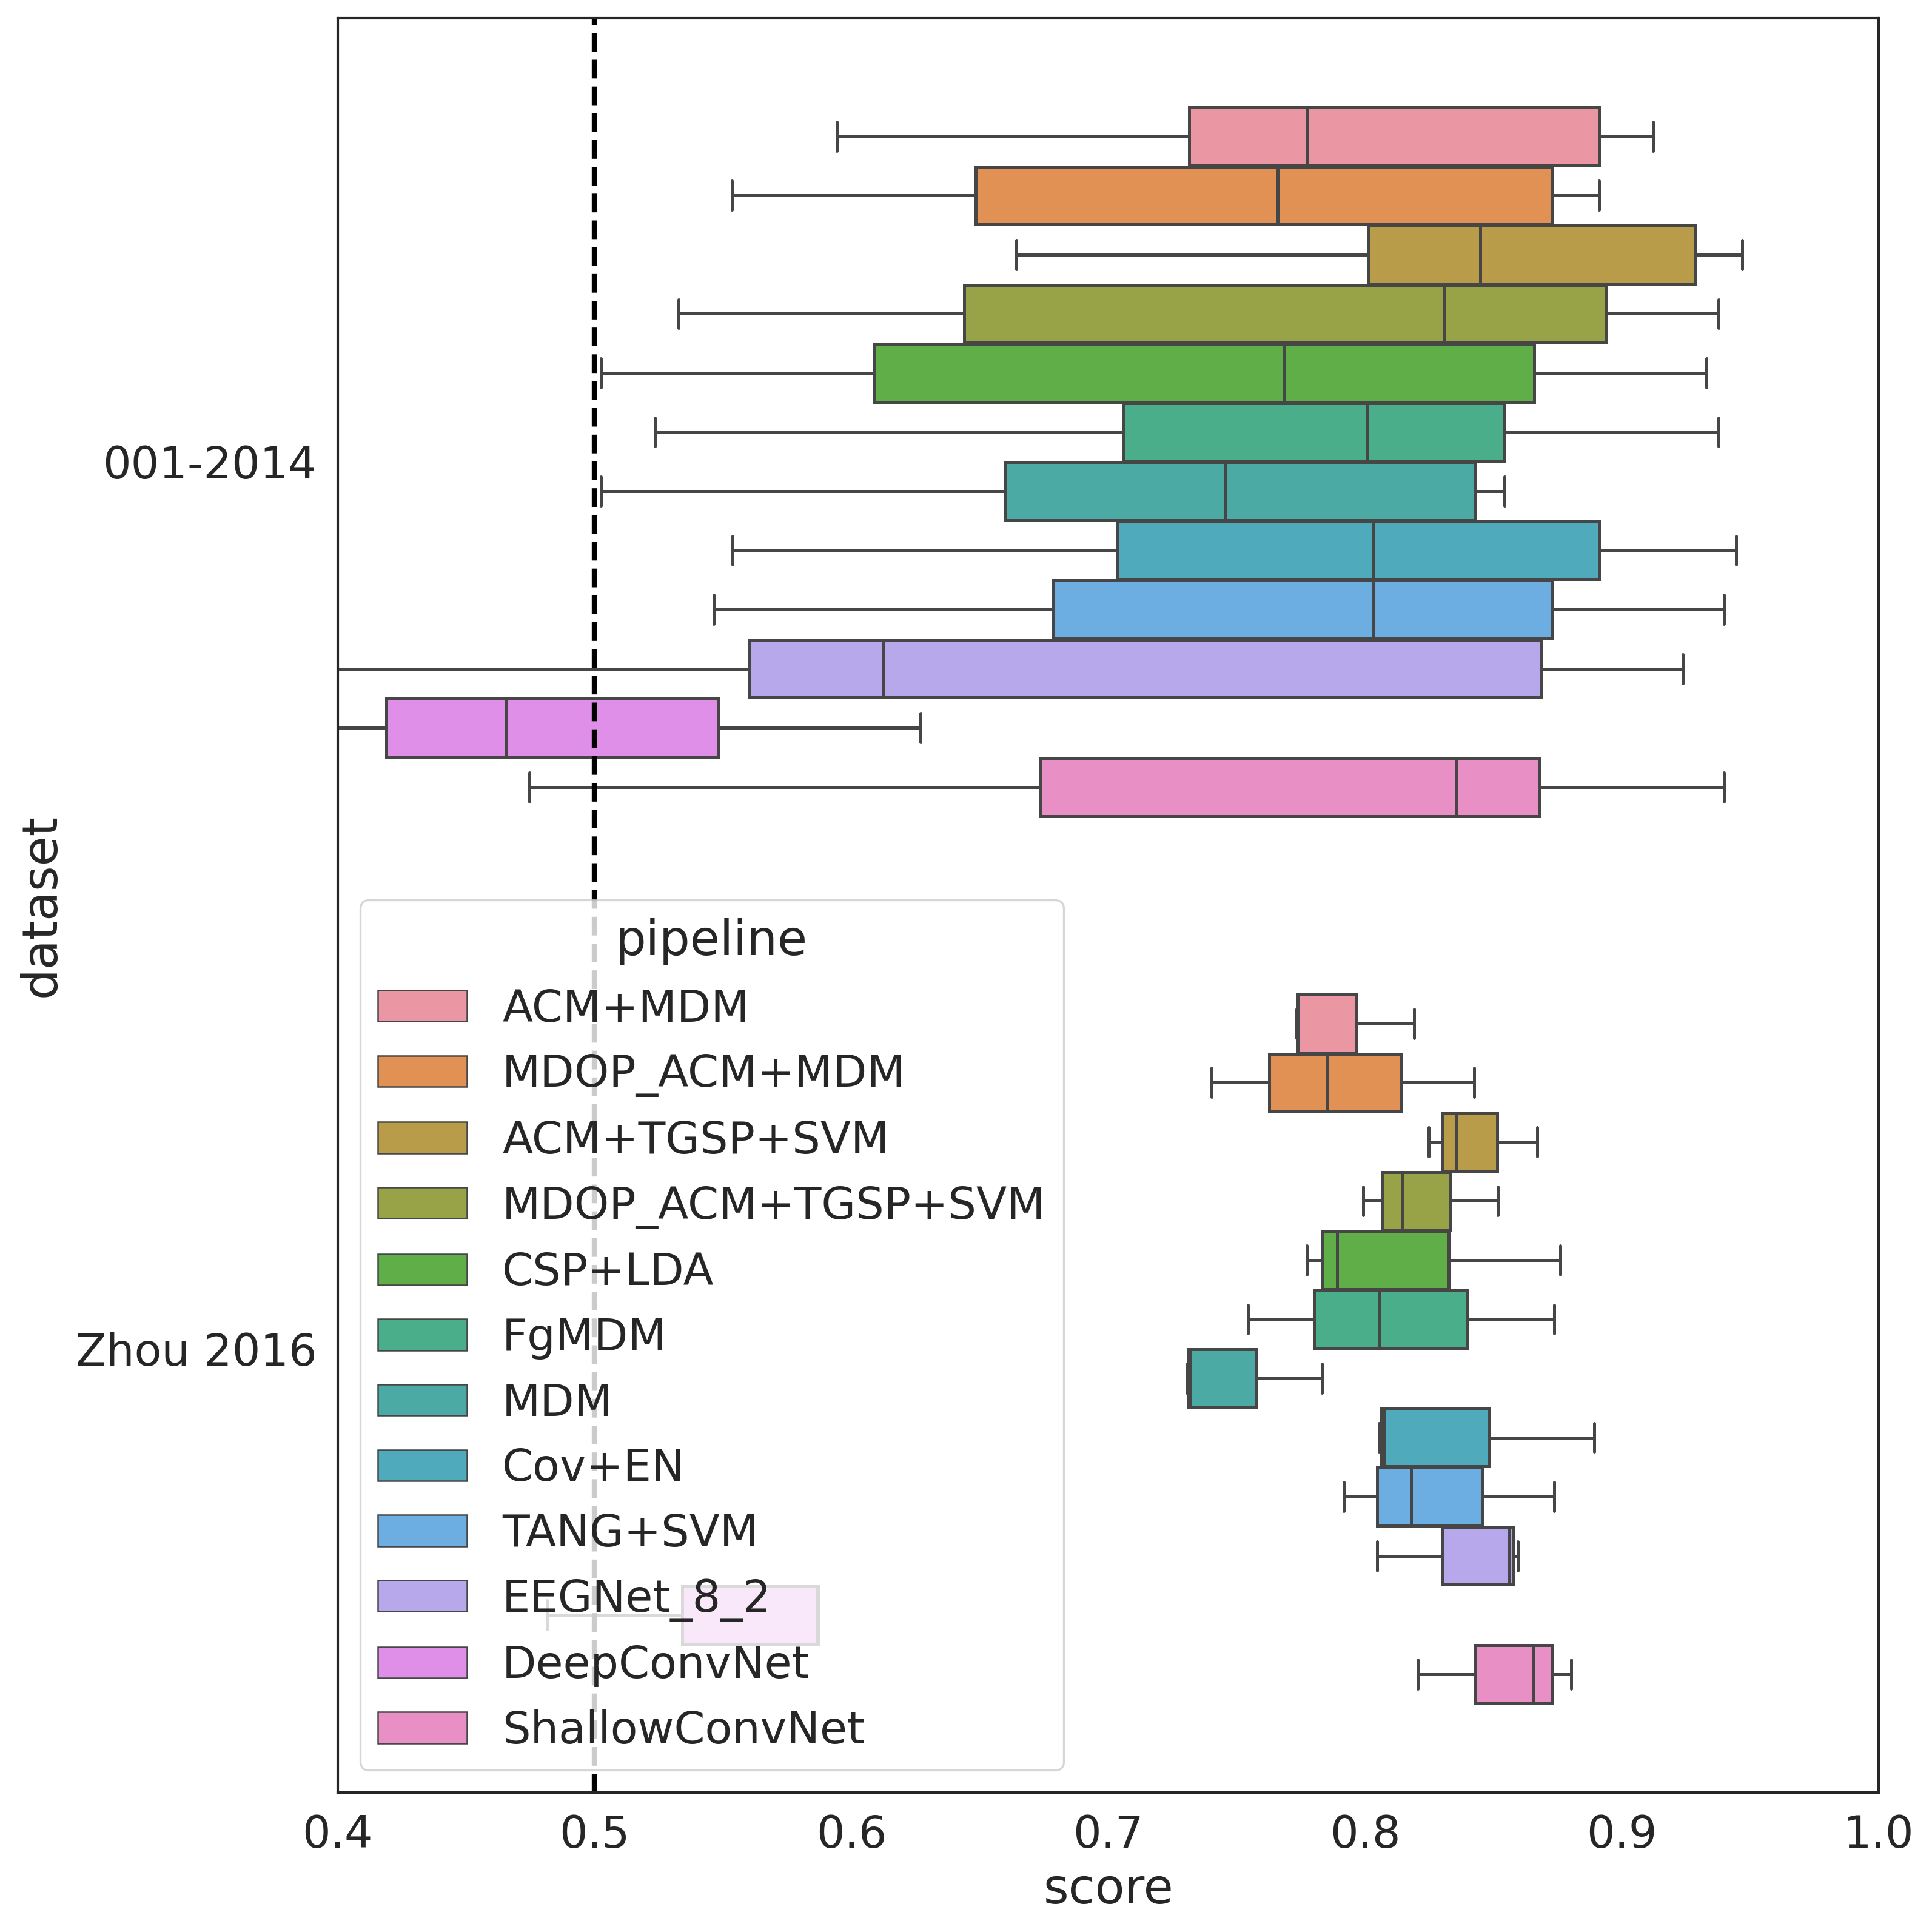 dataset
001-2014
Zhou 2016
pipeline
ACM+MDM
MDOP_ACM+MDM
ACM+TGSP+SVM
MDOP_ACM+TGSP+SVM
CSP+LDA
FgMDM
MDM
Cov+EN
TANG+SVM
EEGNet_8_2
DeepConvNet
ShallowConvNet
0.4 0.5 0.6 0.7 0.8 0.9 1.0
score